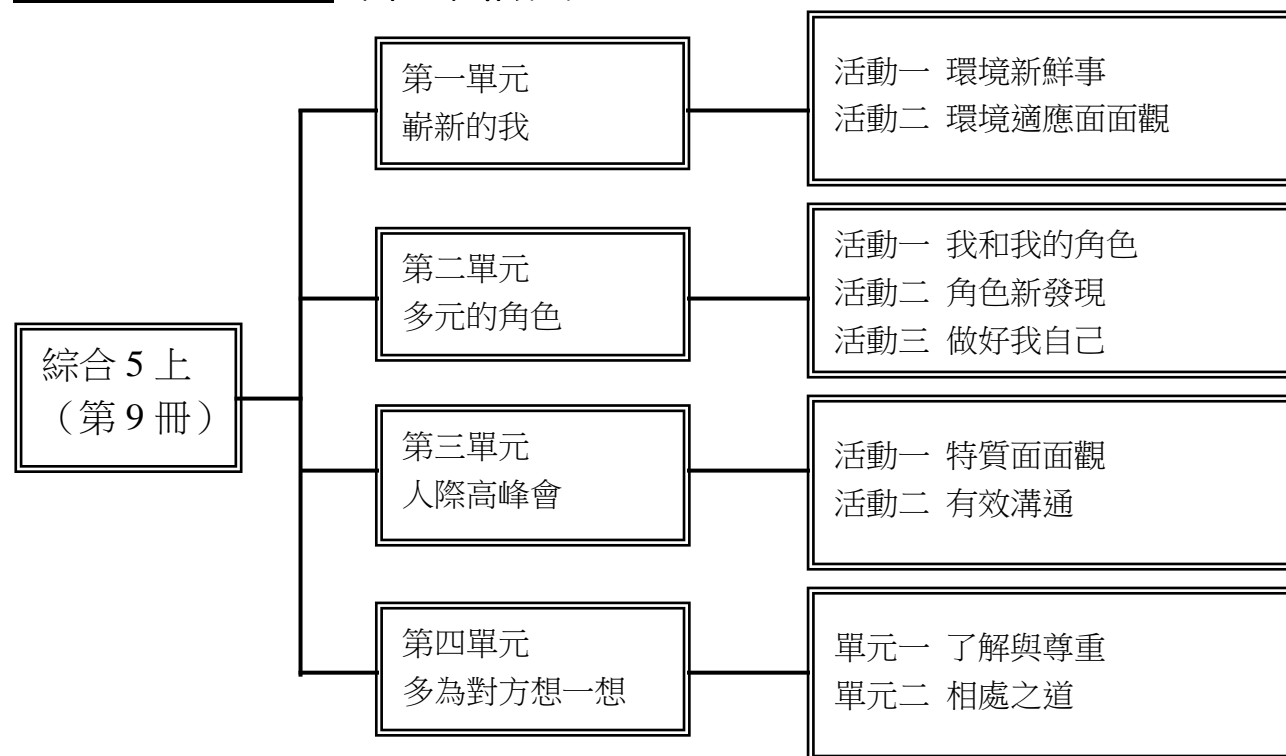 綜合 5 上
（第 9 冊）
第一單元
嶄新的我
活動一 環境新鮮事
活動二 環境適應面面觀
第二單元
多元的角色
活動一 我和我的角色
活動二 角色新發現
活動三 做好我自己
第三單元
人際高峰會
活動一 特質面面觀
活動二 有效溝通
第四單元
多為對方想一想
單元一 了解與尊重
單元二 相處之道